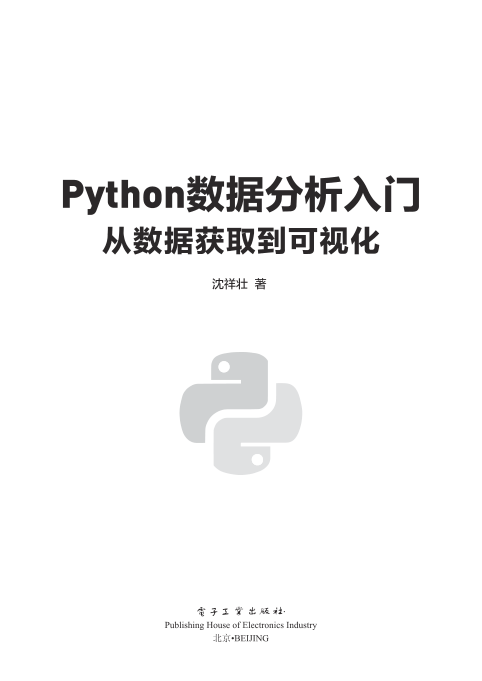 Python数据分析入门
从数据获取到可视化
沈祥壮 著
电子工业出版社
Publishing House of Electronics Industry
北京•BEIJING